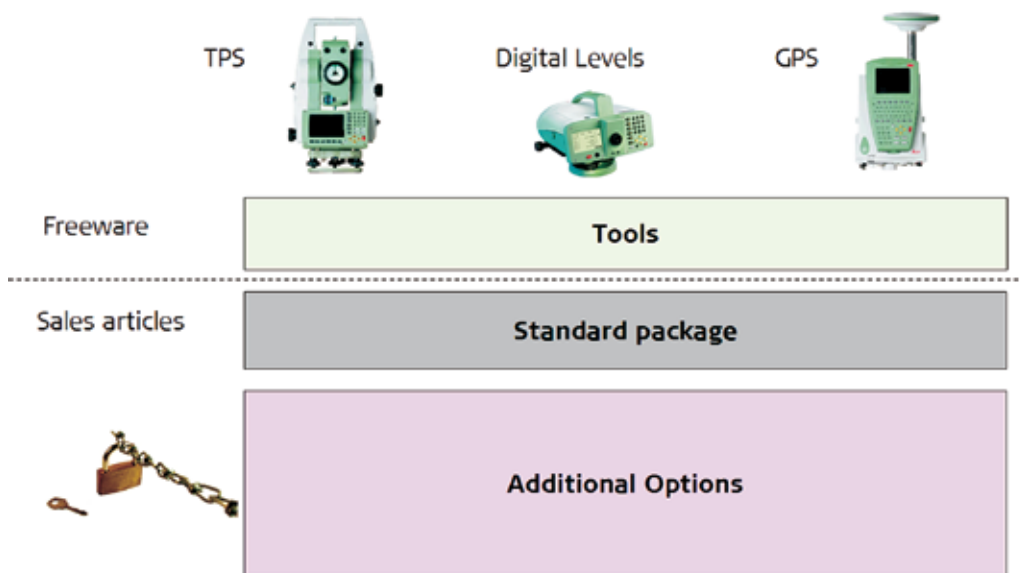 TPS
Digital Levels
GPS
Freeware
Tools
Sales articles
Standard package
Additional Options